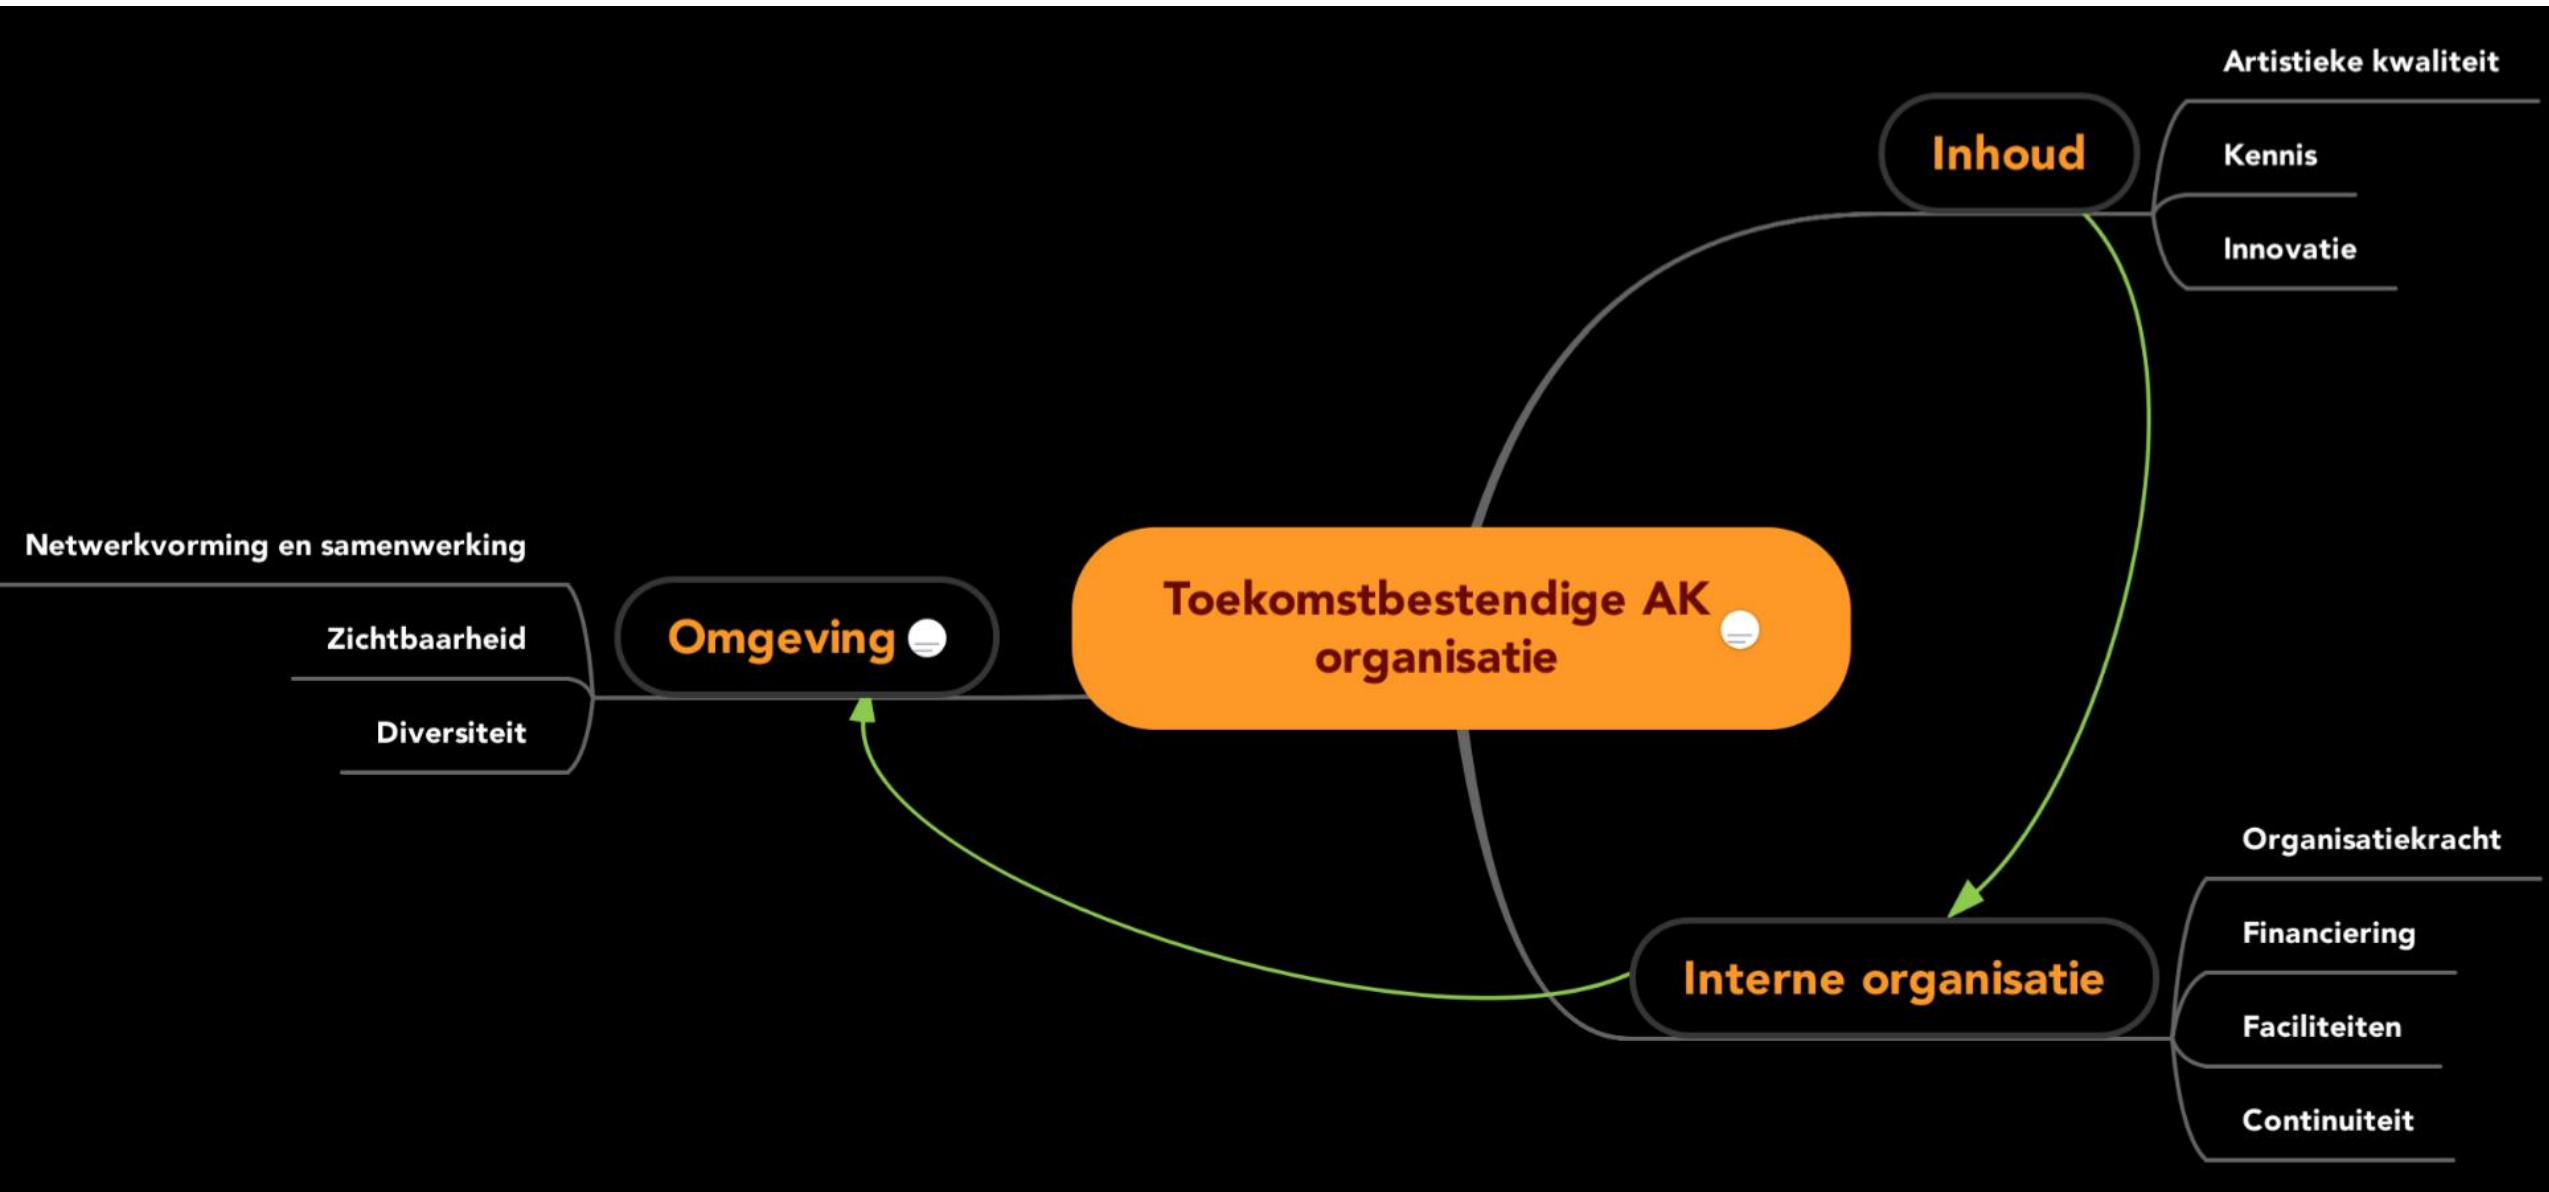 Artistieke kwaliteit
Inhoud
Kennis
Innovatie
Netwerkvorming en samenwerking
Zichtbaarheid
Diversiteit
Omgeving
Toekomstbestendige AK
organisatie
Organisatiekracht
Financiering
Interne organisatie
Faciliteiten
Continuiteit